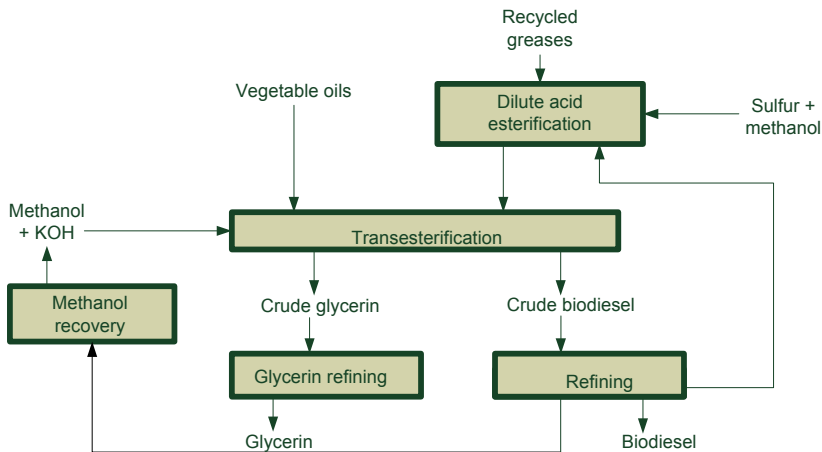 Recycled
greases
Vegetable oils
Dilute acid
esterification
Sulfur +
methanol
Methanol
+ KOH
Transesterification
Methanol
recovery
Crude glycerin
Crude biodiesel
Glycerin refining
Refining
Glycerin
Biodiesel